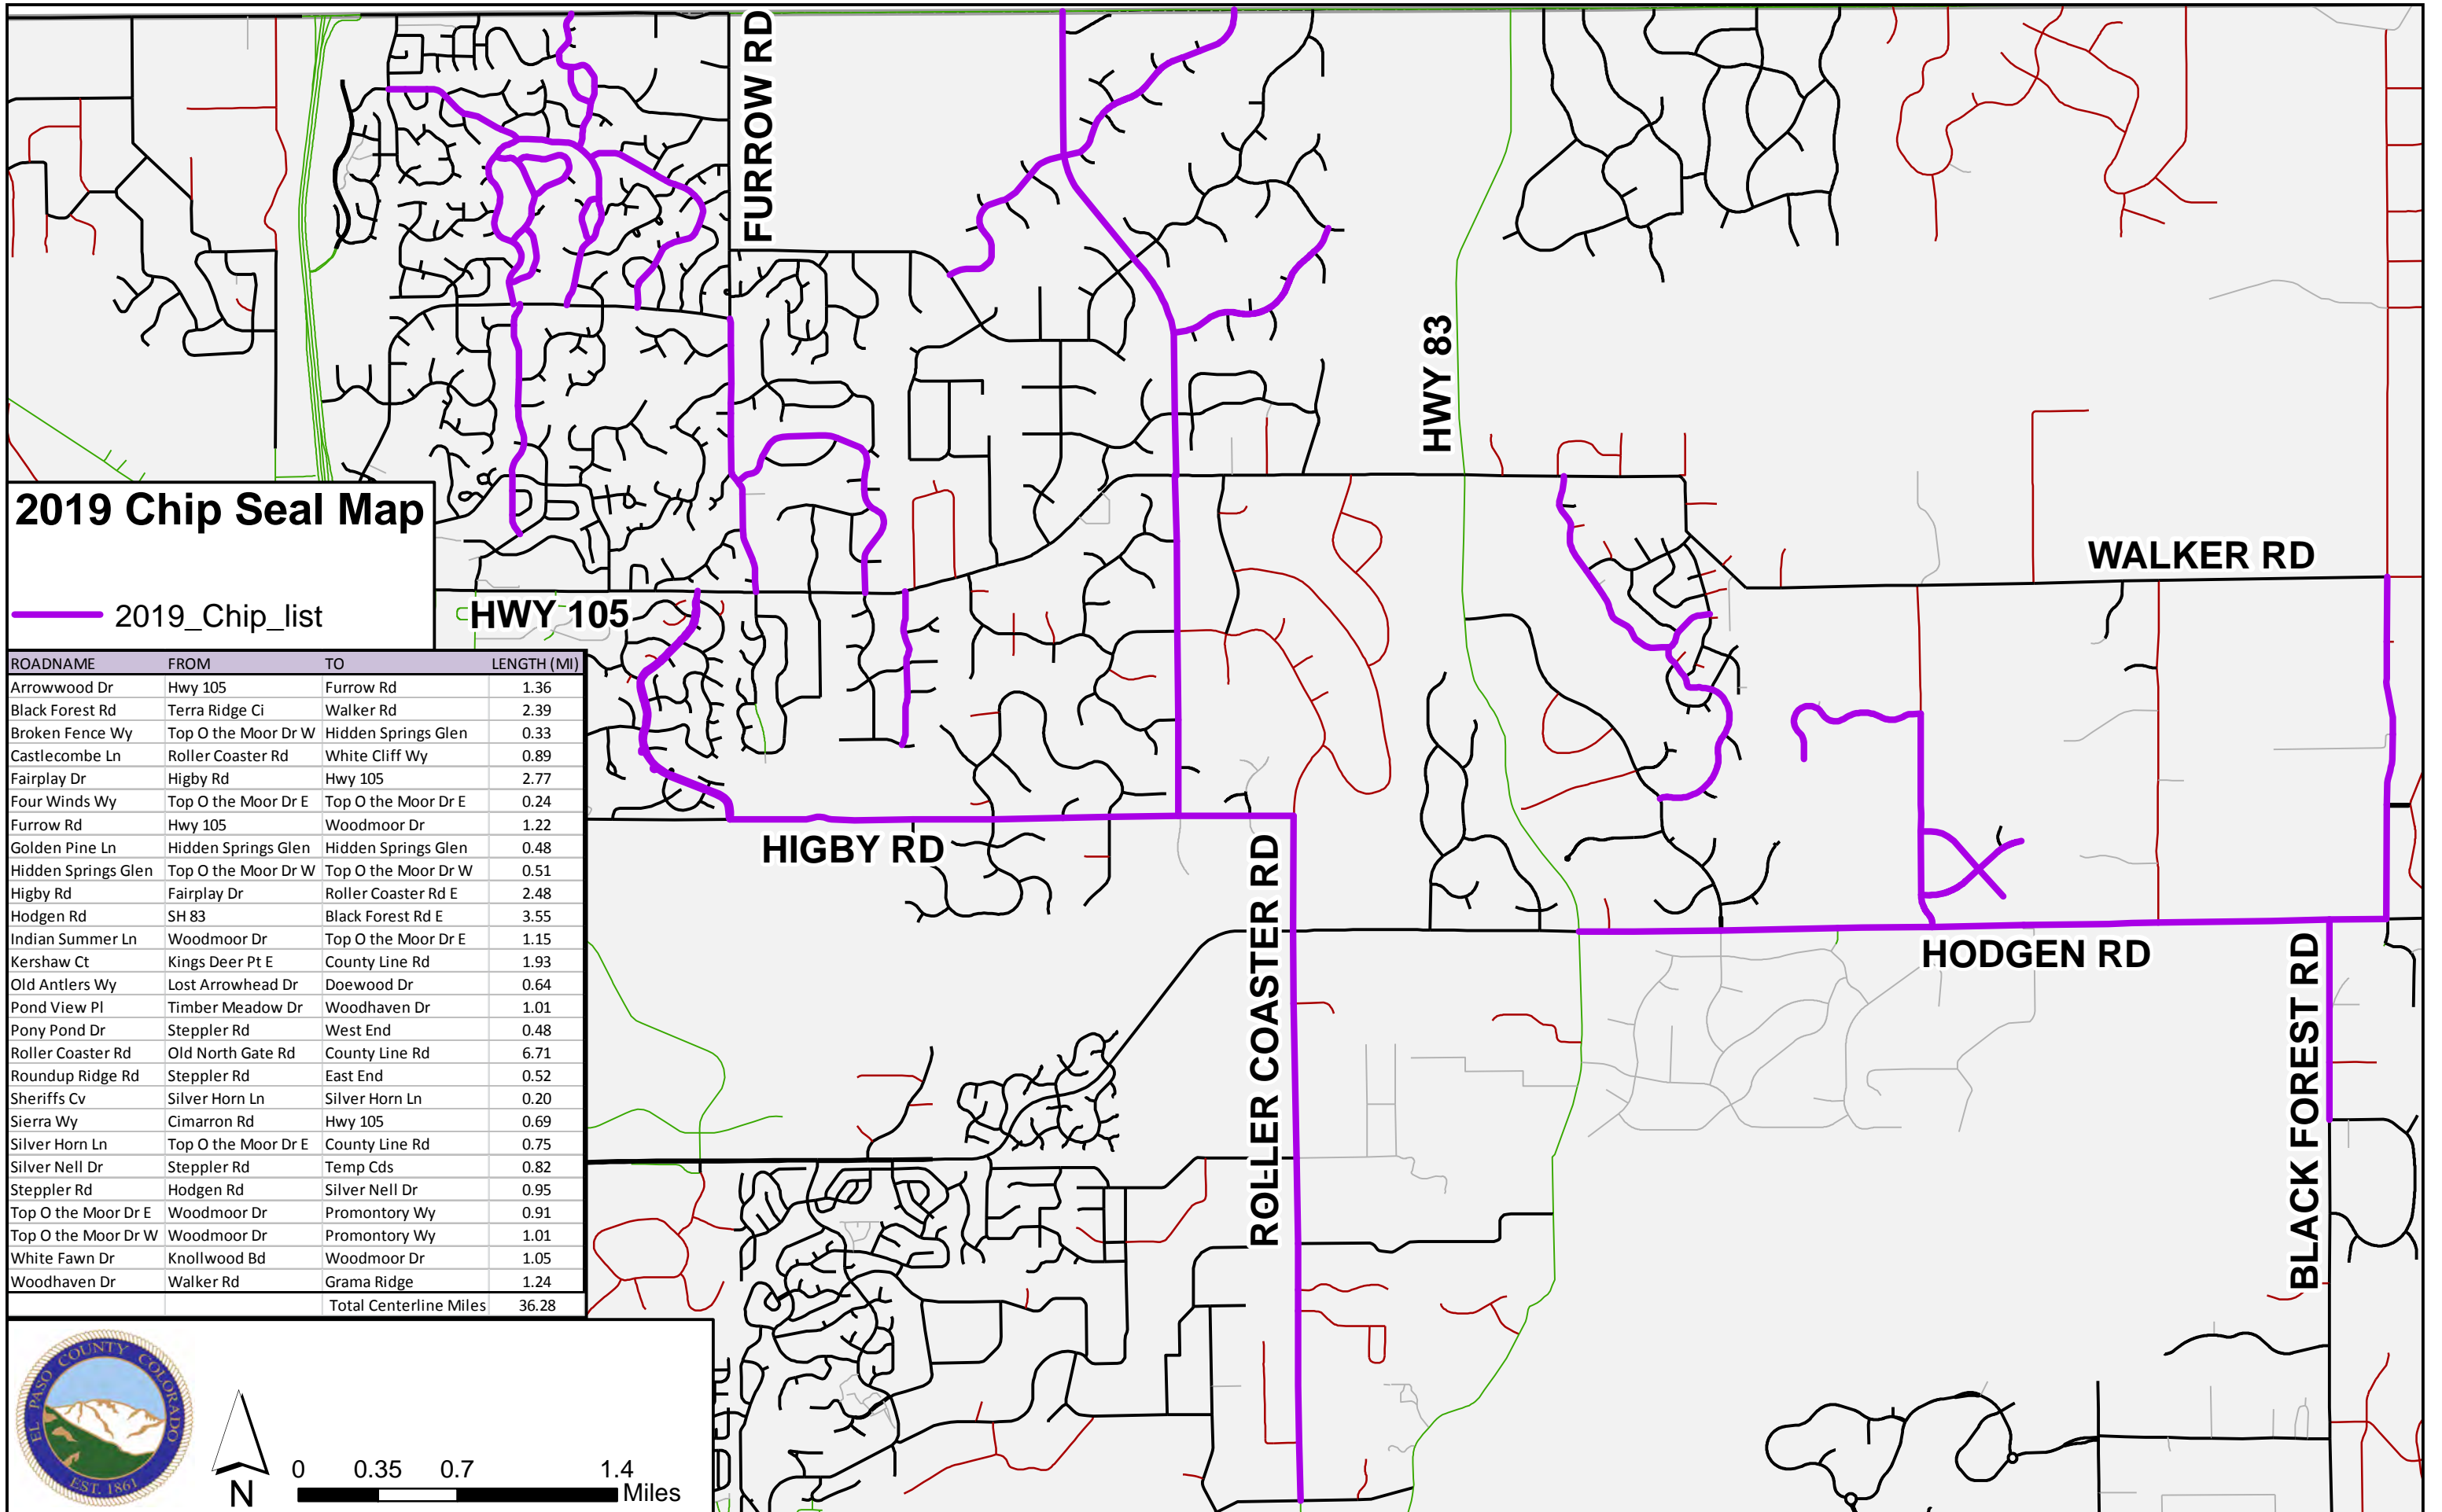 FURROW RD
HWY 83
2019 Chip Seal Map
2019_Chip_list
WALKER RD
HWY 105
ROADNAME FROM TO LENGTH (MI)
Arrowwood Dr Hwy 105 Furrow Rd 1.36
Black Forest Rd Terra Ridge Ci Walker Rd 2.39
Broken Fence Wy Top O the Moor Dr W Hidden Springs Glen 0.33
Castlecombe Ln Roller Coaster Rd White Cliff Wy 0.89
Fairplay Dr Higby Rd Hwy 105 2.77
Four Winds Wy Top O the Moor Dr E Top O the Moor Dr E 0.24
Furrow Rd Hwy 105 Woodmoor Dr 1.22
Golden Pine Ln Hidden Springs Glen Hidden Springs Glen 0.48
Hidden Springs Glen Top O the Moor Dr W Top O the Moor Dr W 0.51
Higby Rd Fairplay Dr Roller Coaster Rd E 2.48
Hodgen Rd SH 83 Black Forest Rd E 3.55
Indian Summer Ln Woodmoor Dr Top O the Moor Dr E 1.15
Kershaw Ct Kings Deer Pt E County Line Rd 1.93
Old Antlers Wy Lost Arrowhead Dr Doewood Dr 0.64
Pond View Pl Timber Meadow Dr Woodhaven Dr 1.01
Pony Pond Dr Steppler Rd West End 0.48
Roller Coaster Rd Old North Gate Rd County Line Rd 6.71
Roundup Ridge Rd Steppler Rd East End 0.52
Sheriffs Cv Silver Horn Ln Silver Horn Ln 0.20
Sierra Wy Cimarron Rd Hwy 105 0.69
Silver Horn Ln Top O the Moor Dr E County Line Rd 0.75
Silver Nell Dr Steppler Rd Temp Cds 0.82
Steppler Rd Hodgen Rd Silver Nell Dr 0.95
Top O the Moor Dr E Woodmoor Dr Promontory Wy 0.91
Top O the Moor Dr W Woodmoor Dr Promontory Wy 1.01
White Fawn Dr Knollwood Bd Woodmoor Dr 1.05
Woodhaven Dr Walker Rd Grama Ridge 1.24
Total Centerline Miles 36.28
HIGBY RD
ROLLER COASTER RD
HODGEN RD
BLACK FOREST RD
EL PASO COUNTY COLORADO
EST. 1861
N
0 0.35 0.7 1.4
Miles